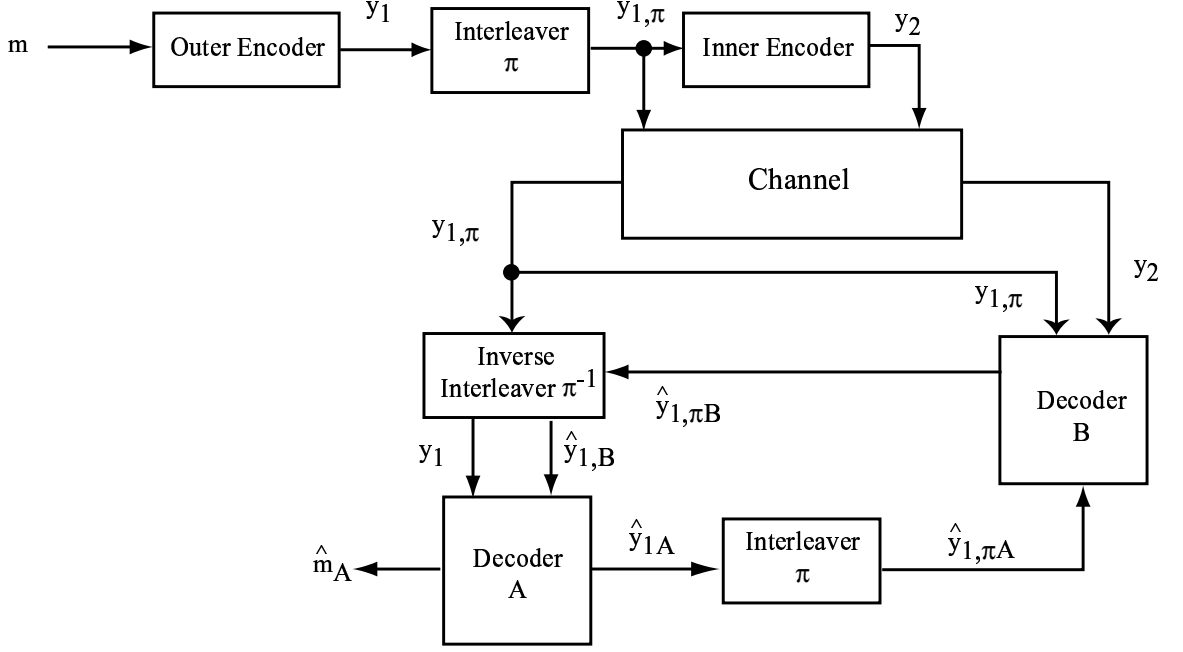 m
Outer Encoder
y1
Interleaver
π
y1,π
Inner Encoder
y2
Channel
y1,π
y1,π
y2
Inverse
Interleaver π-1
ŷ1,πB
Decoder
B
y1
ŷ1,B
m̂A
Decoder
A
ŷ1A
Interleaver
π
ŷ1,πA